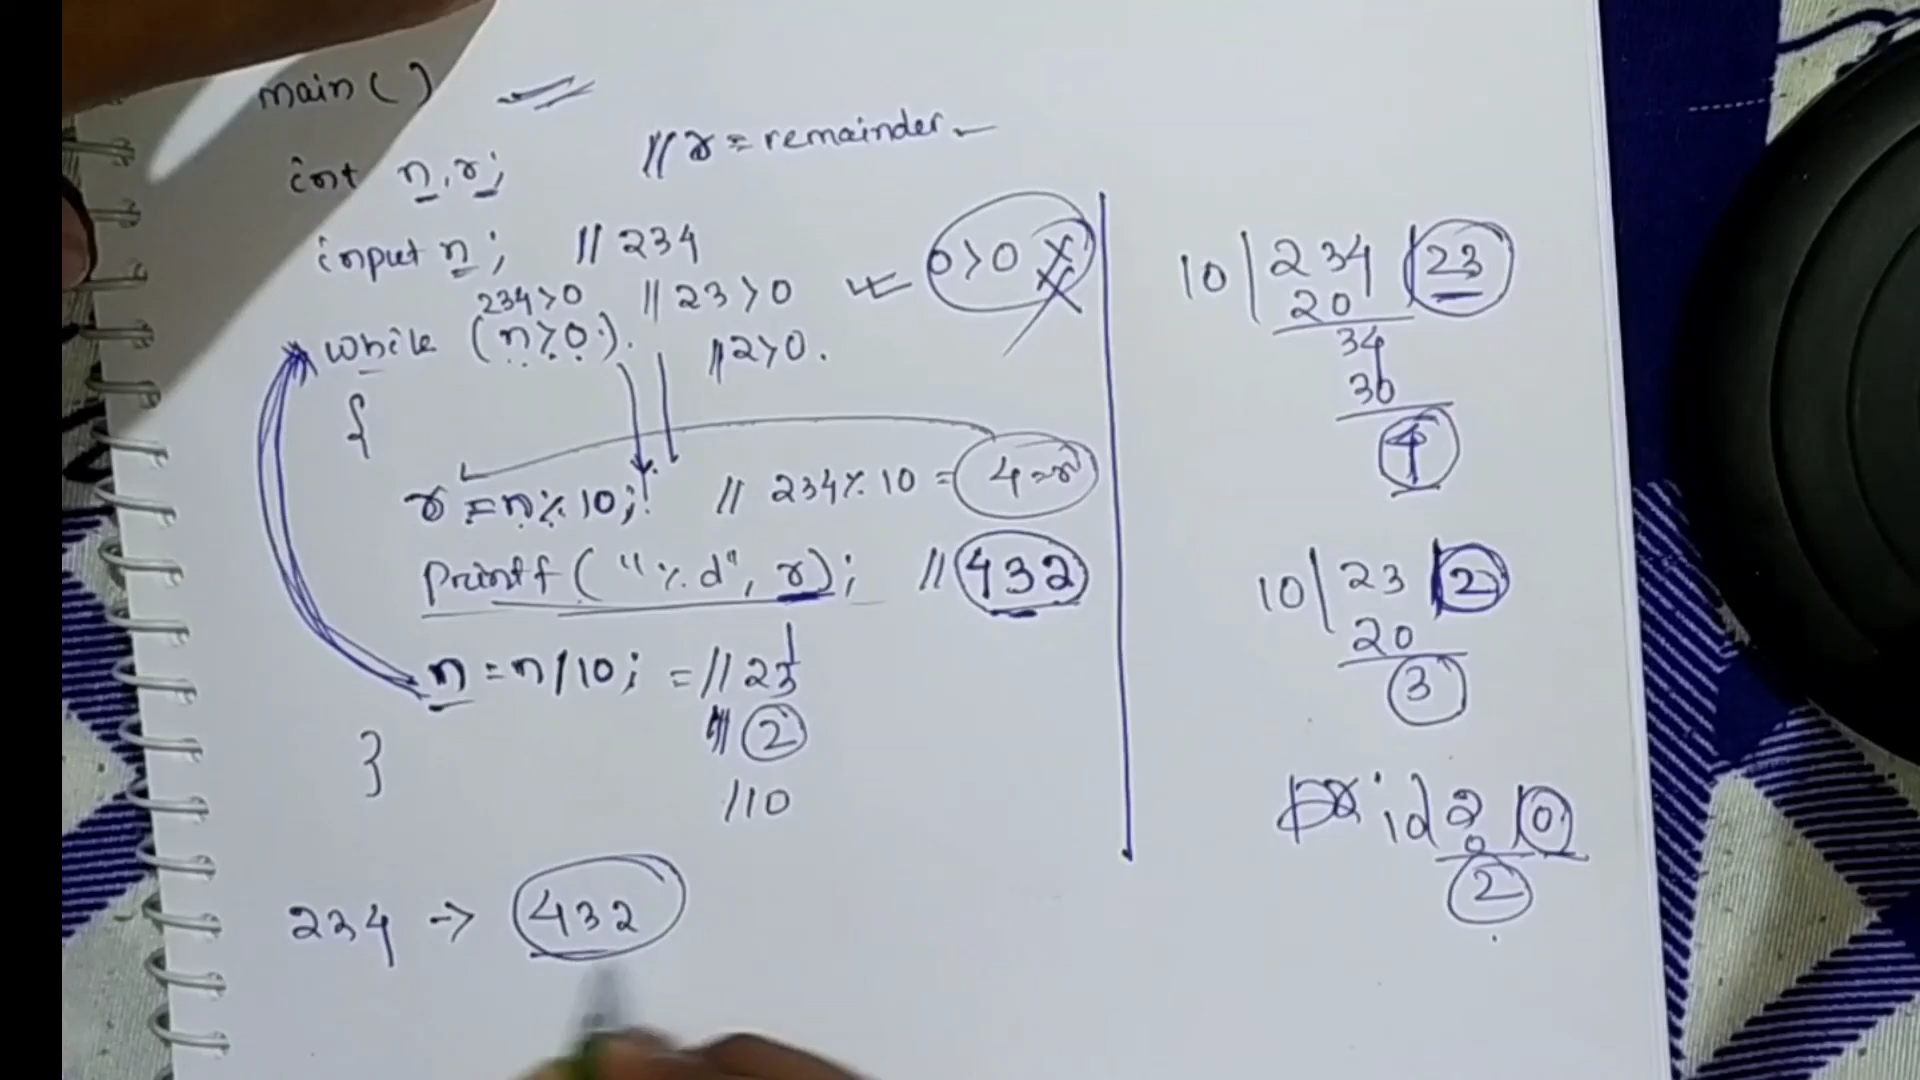 main ( )
int n, r; // r = remainder
input n; // 234
234>0 // 23 > 0 0>0 X
while (n>0). // 2>0.
{
r = n % 10; // 234 % 10 = 4=r
printf ( "%d", r); // 432
n = n/10; = // 23
// 2
// 0
}
234 -> 432
10 | 234 | 23
20
34
30
4
10 | 23 | 2
20
3
10 | 2 | 0
0
2